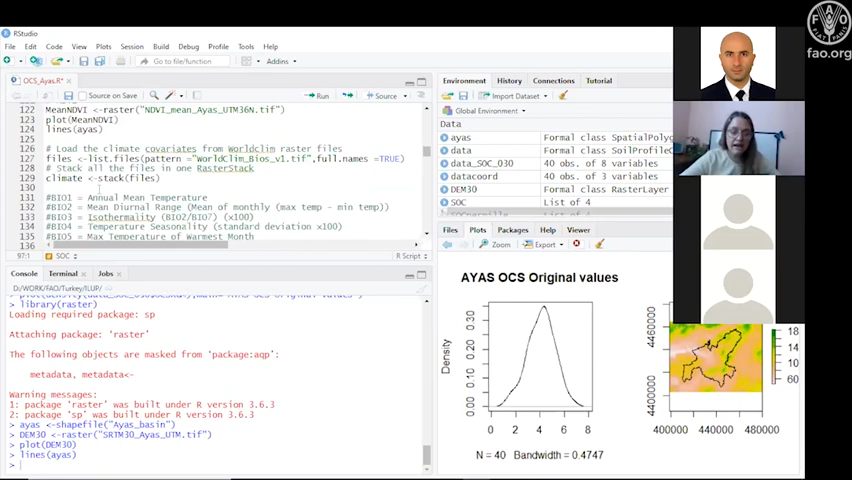 RStudio
File Edit Code View Plots Session Build Debug Profile Tools Help
Go to file/function
Addins
OCS_Ayas.R*
Source on Save
Run
Source
122 MeanNDVI <-raster("NDVI_mean_Ayas_UTM36N.tif")
123 plot(MeanNDVI)
124 lines(ayas)
125
126 # Load the climate covariates from Worldclim raster files
127 files <-list.files(pattern ="WorldClim_Bios_v1.tif",full.names =TRUE)
128 # Stack all the files in one RasterStack
129 climate <-stack(files)
130
131 #BIO1 = Annual Mean Temperature
132 #BIO2 = Mean Diurnal Range (Mean of monthly (max temp - min temp))
133 #BIO3 = Isothermality (BIO2/BIO7) (x100)
134 #BIO4 = Temperature Seasonality (standard deviation x100)
135 #BIO5 = Max Temperature of Warmest Month
136
97:1 SOC
R Script
Console Terminal Jobs
D:/WORK/FAO/Turkey/ILUP/
> library(raster)
Loading required package: sp
Attaching package: 'raster'
The following objects are masked from 'package:aqp':
metadata, metadata<-
Warning messages:
1: package 'raster' was built under R version 3.6.3
2: package 'sp' was built under R version 3.6.3
> ayas <-shapefile("Ayas_basin")
> DEM30 <-raster("SRTM30_Ayas_UTM.tif")
> plot(DEM30)
> lines(ayas)
>
Environment History Connections Tutorial
Import Dataset
Global Environment
Data
ayas Formal class SpatialPolyg
data Formal class SoilProfileC
data_SOC_030 40 obs. of 8 variables
datacoord 40 obs. of 3 variables
DEM30 Formal class RasterLayer
SOC List of 4
Files Plots Packages Help Viewer
Zoom Export
AYAS OCS Original values
Density
0.00 0.10 0.20 0.30
0 2 4 6 8
N = 40 Bandwidth = 0.4747
4400000 4460000
400000 440000 480000
18
14
10
60
FAO
FIAT PANIS
fao.org